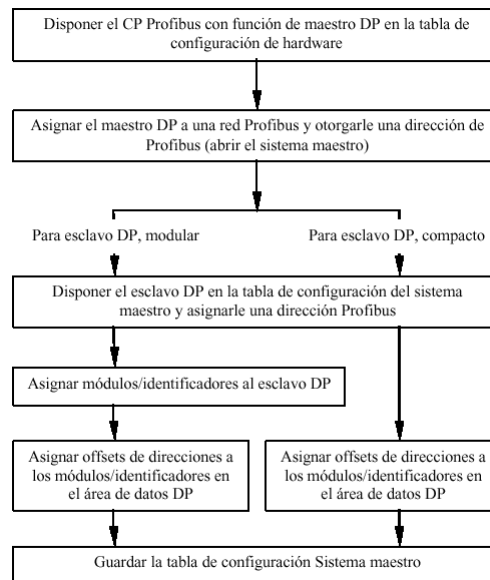 Disponer el CP Profibus con función de maestro DP en la tabla de
configuración de hardware
Asignar el maestro DP a una red Profibus y otorgarle una dirección de
Profibus (abrir el sistema maestro)
Para esclavo DP, modular
Para esclavo DP, compacto
Disponer el esclavo DP en la tabla de configuración del sistema
maestro y asignarle una dirección Profibus
Asignar módulos/identificadores al esclavo DP
Asignar offsets de direcciones a
los módulos/identificadores en
el área de datos DP
Asignar offsets de direcciones a
los módulos/identificadores en
el área de datos DP
Guardar la tabla de configuración Sistema maestro